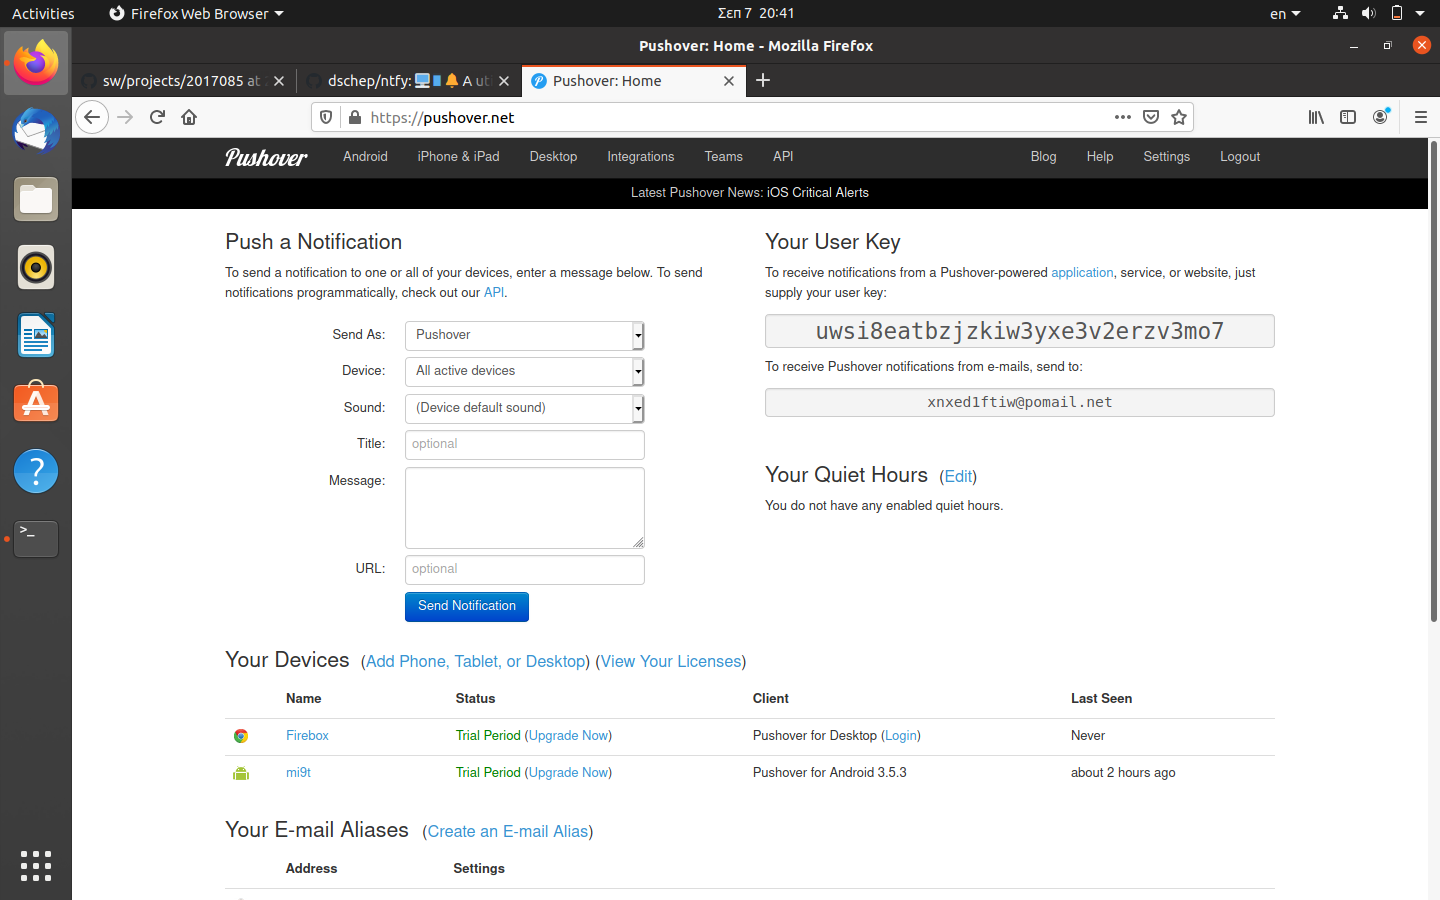 Activities
Firefox Web Browser
Σεπ 7 20:41
en
Pushover: Home - Mozilla Firefox
sw/projects/2017085 at
dschep/ntfy: A ut
Pushover: Home
https://pushover.net
Pushover
Android
iPhone & iPad
Desktop
Integrations
Teams
API
Blog
Help
Settings
Logout
Latest Pushover News: iOS Critical Alerts
Push a Notification
To send a notification to one or all of your devices, enter a message below. To send
notifications programmatically, check out our API.
Send As:
Pushover
Device:
All active devices
Sound:
(Device default sound)
Title:
optional
Message:
URL:
optional
Send Notification
Your User Key
To receive notifications from a Pushover-powered application, service, or website, just
supply your user key:
uwsi8eatbzjzkiw3yxe3v2erzv3mo7
To receive Pushover notifications from e-mails, send to:
xnxed1ftiw@pomail.net
Your Quiet Hours (Edit)
You do not have any enabled quiet hours.
Your Devices (Add Phone, Tablet, or Desktop) (View Your Licenses)
Name Status Client Last Seen
Firebox Trial Period (Upgrade Now) Pushover for Desktop (Login) Never
mi9t Trial Period (Upgrade Now) Pushover for Android 3.5.3 about 2 hours ago
Your E-mail Aliases (Create an E-mail Alias)
Address Settings